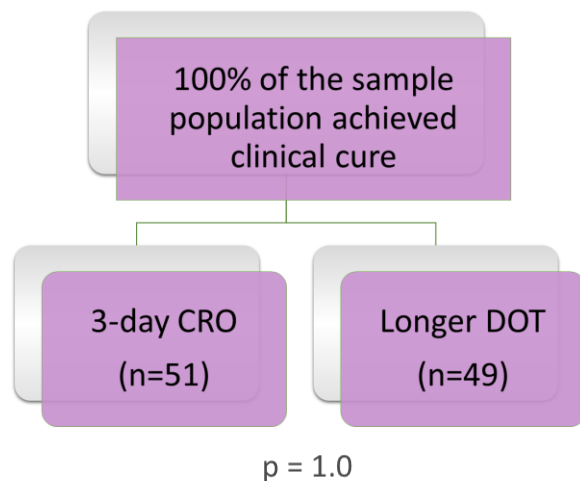 100% of the sample
population achieved
clinical cure
3-day CRO
(n=51)
Longer DOT
(n=49)
p = 1.0